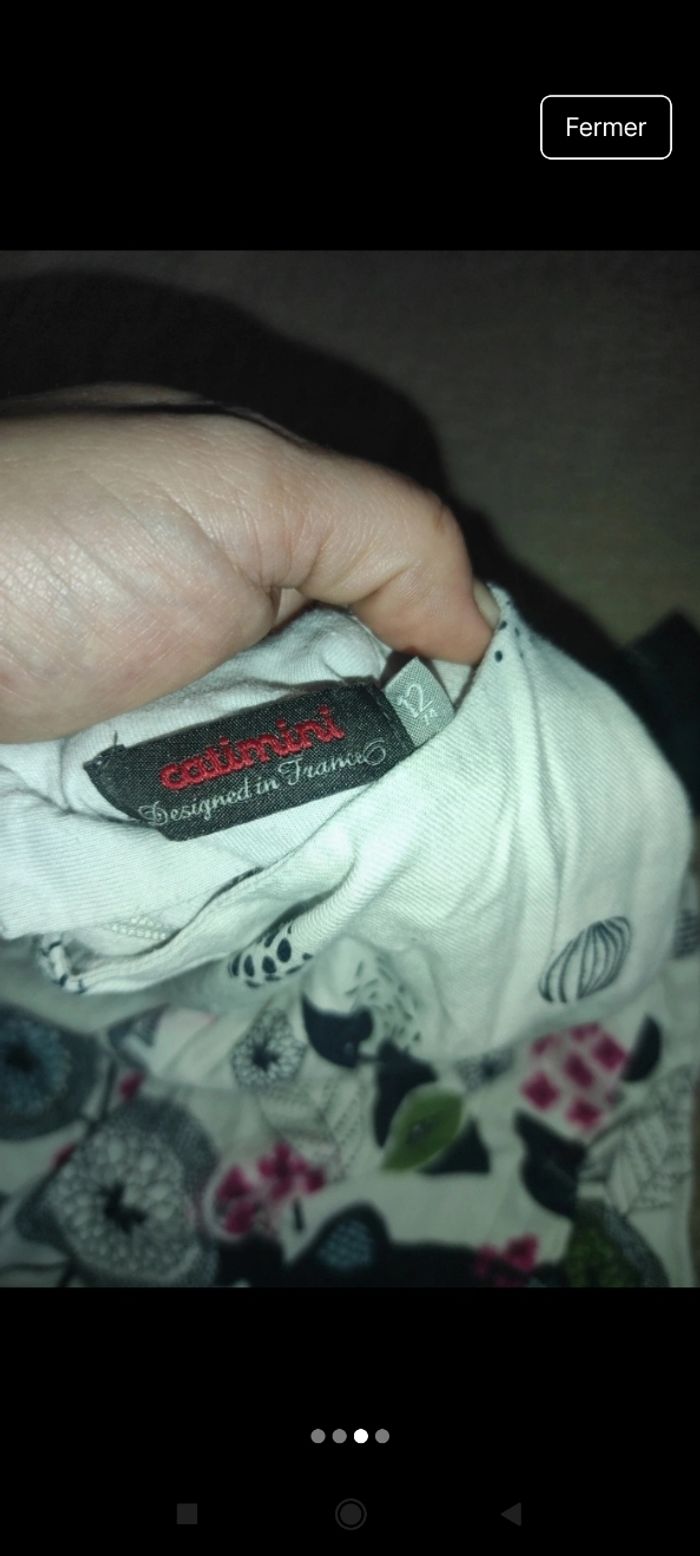 Fermer
catimini
Designed in France
12